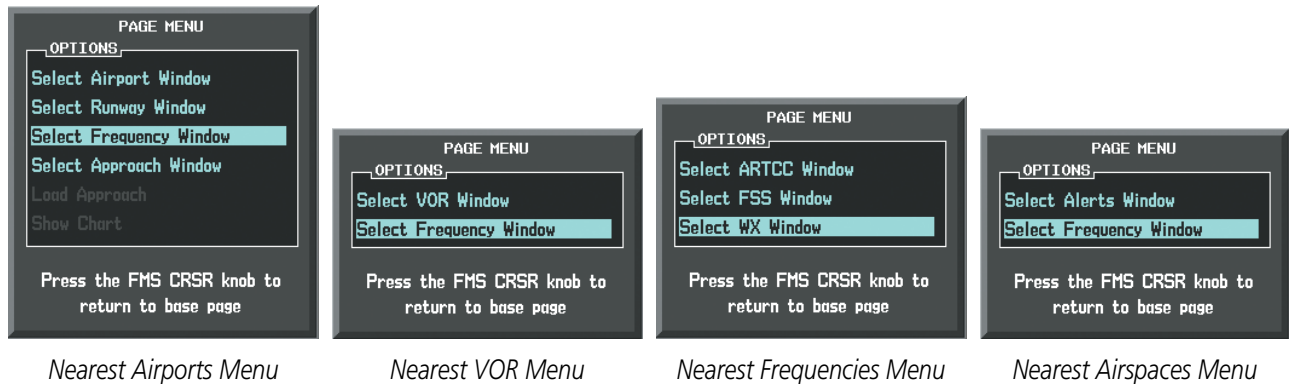 PAGE MENU
OPTIONS
Select Airport Window
Select Runway Window
Select Frequency Window
Select Approach Window
Load Approach
Show Chart
Press the FMS CRSR knob to
return to base page
Nearest Airports Menu
PAGE MENU
OPTIONS
Select VOR Window
Select Frequency Window
Press the FMS CRSR knob to
return to base page
Nearest VOR Menu
PAGE MENU
OPTIONS
Select ARTCC Window
Select FSS Window
Select WX Window
Press the FMS CRSR knob to
return to base page
Nearest Frequencies Menu
PAGE MENU
OPTIONS
Select Alerts Window
Select Frequency Window
Press the FMS CRSR knob to
return to base page
Nearest Airspaces Menu